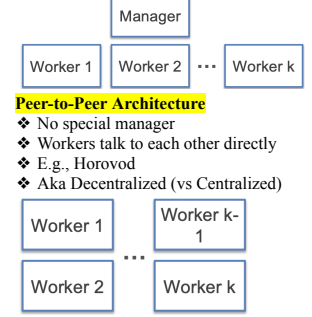 Manager
Worker 1 Worker 2 ... Worker k
Peer-to-Peer Architecture
❖ No special manager
❖ Workers talk to each other directly
❖ E.g., Horovod
❖ Aka Decentralized (vs Centralized)
Worker 1 Worker k-
1
...
Worker 2 Worker k